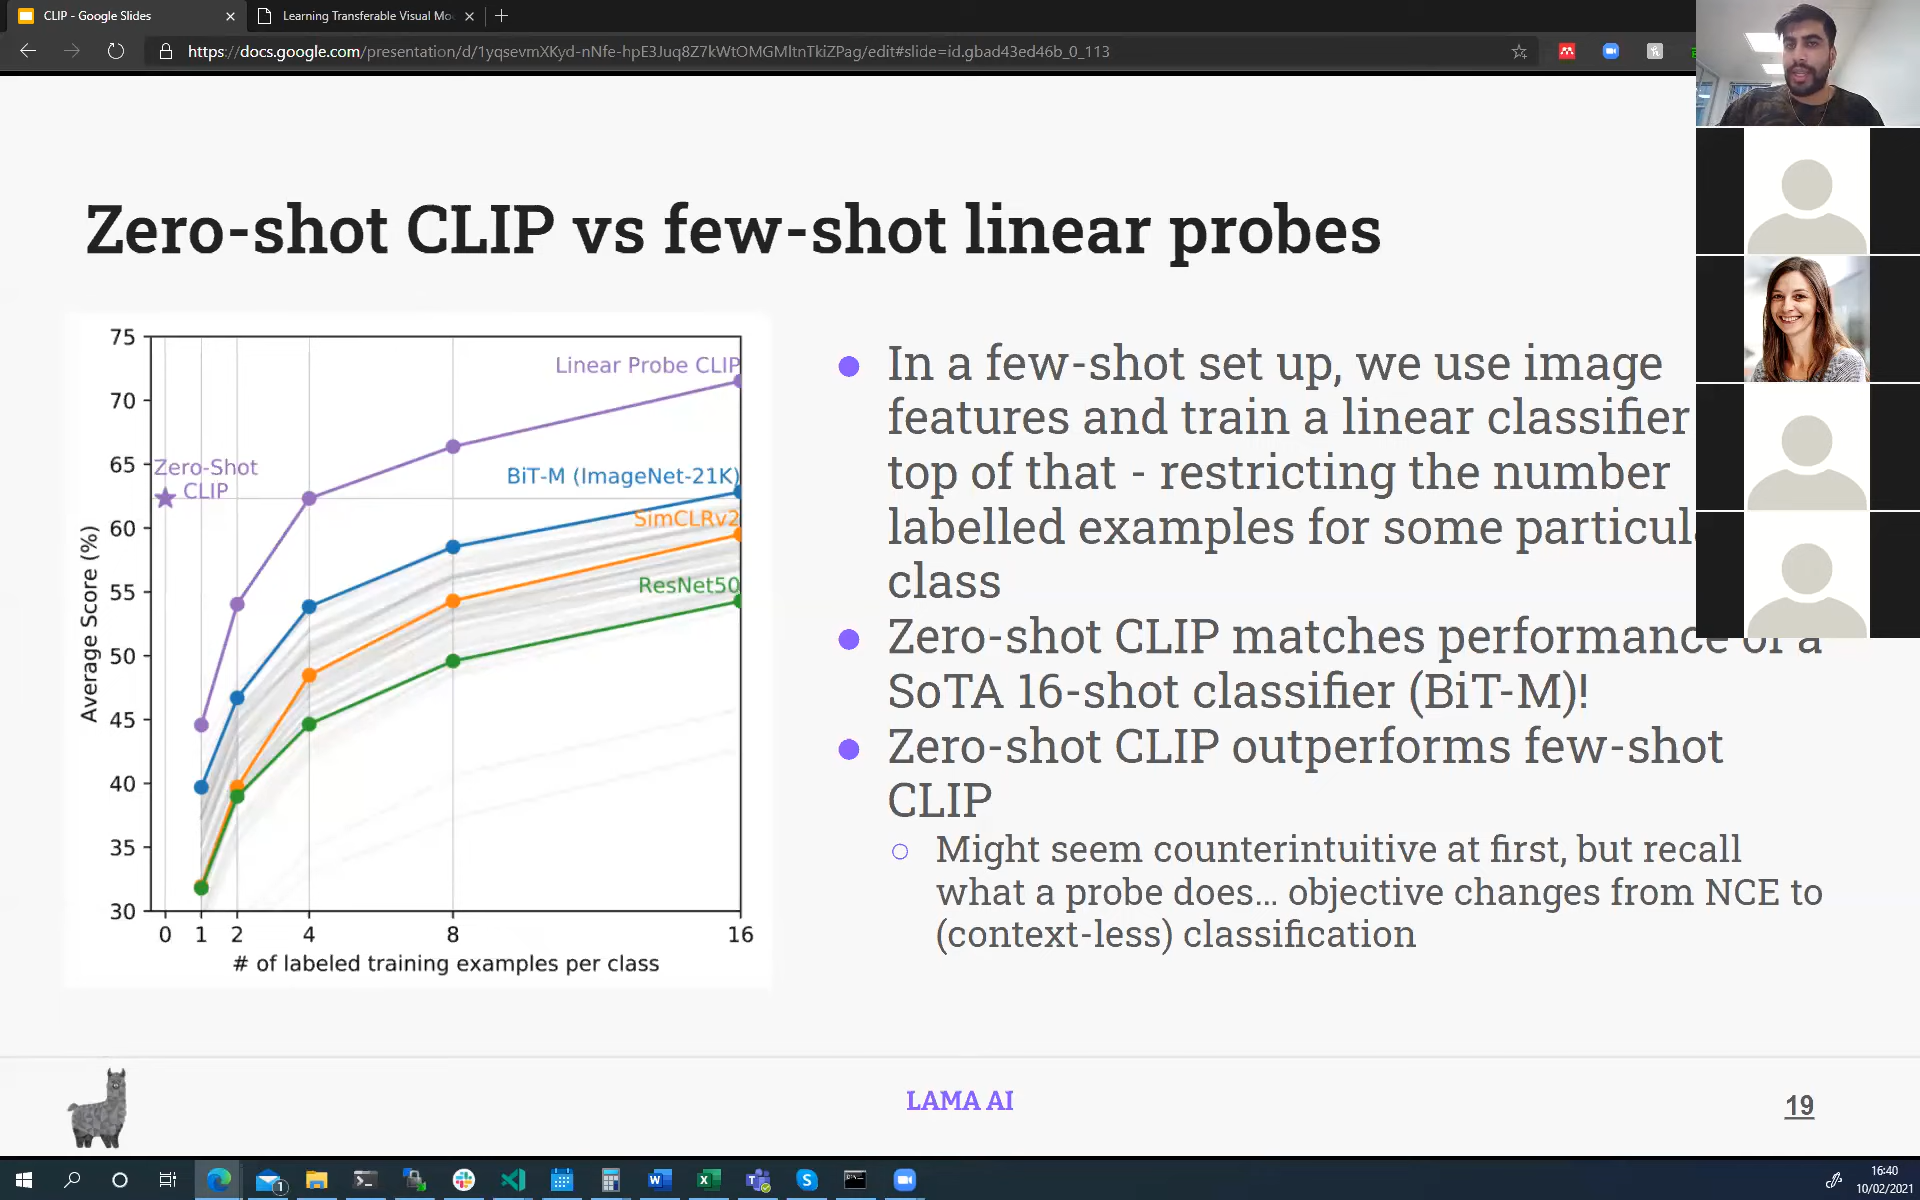 CLIP - Google Slides
Learning Transferable Visual Mo
https://docs.google.com/presentation/d/1yqsevmXKyd-nNfe-hpE3Juq8Z7kWtOMGMltnTkiZPag/edit#slide=id.gbad43ed46b_0_113
Zero-shot CLIP vs few-shot linear probes
75
70
65
60
55
50
45
40
35
30
Average Score (%)
Linear Probe CLIP
Zero-Shot
CLIP
BiT-M (ImageNet-21K)
SimCLRv2
ResNet50
0 1 2 4 8 16
# of labeled training examples per class
In a few-shot set up, we use image
features and train a linear classifier
top of that - restricting the number
labelled examples for some particul
class
Zero-shot CLIP matches performance of a
SoTA 16-shot classifier (BiT-M)!
Zero-shot CLIP outperforms few-shot
CLIP
Might seem counterintuitive at first, but recall
what a probe does... objective changes from NCE to
(context-less) classification
LAMA AI
19
1
16:40
10/02/2021